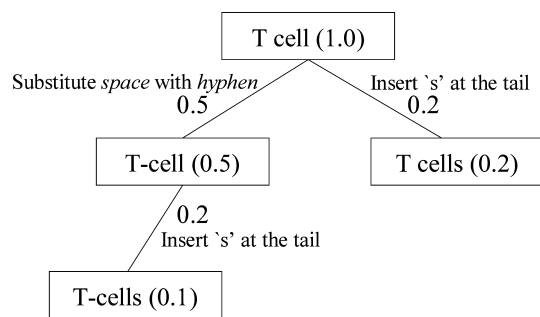 T cell (1.0)
Substitute space with hyphen
0.5
Insert `s' at the tail
0.2
T-cell (0.5)
T cells (0.2)
0.2
Insert `s' at the tail
T-cells (0.1)